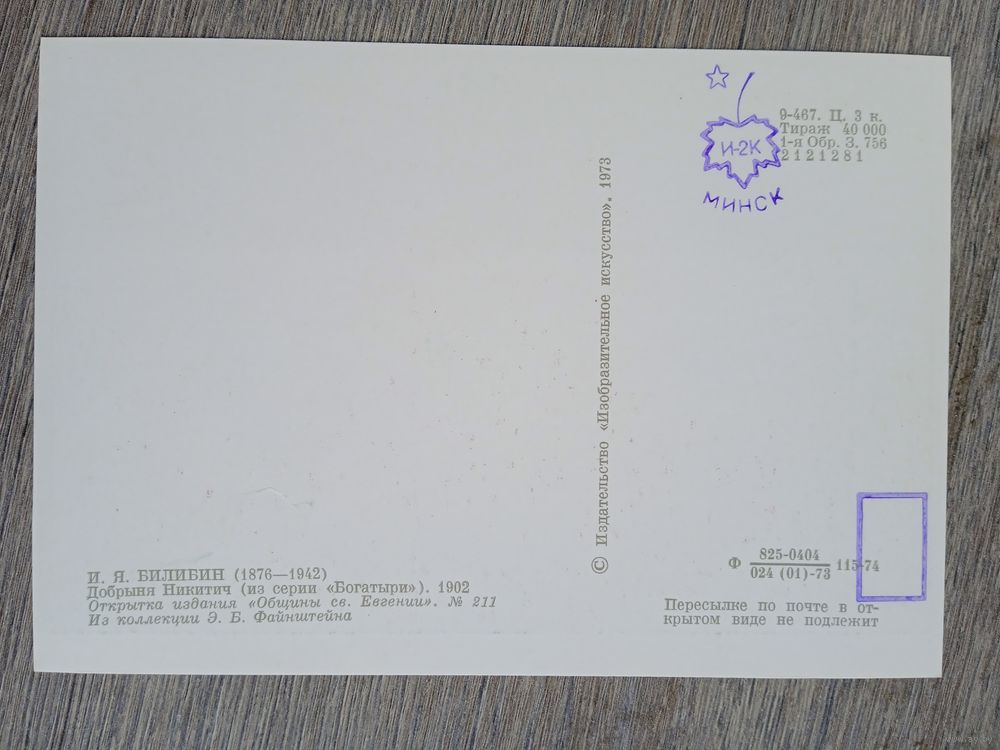 И-2К
МИНСК
9-467. Ц. 3 к.
Тираж 40 000
1-я Обр. З. 756
2121281
© Издательство «Изобразительное искусство». 1973
И. Я. БИЛИБИН (1876—1942)
Добрыня Никитич (из серии «Богатыри»). 1902
Открытка издания «Общины св. Евгении». № 211
Из коллекции Э. Б. Файнштейна
Ф 825-0404
024 (01)-73 115-74
Пересылке по почте в от-
крытом виде не подлежит